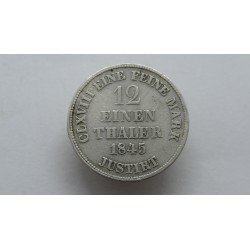 CLXVIII EINE FEINE MARK
12
EINEN
THALER
1845
JUSTIRT